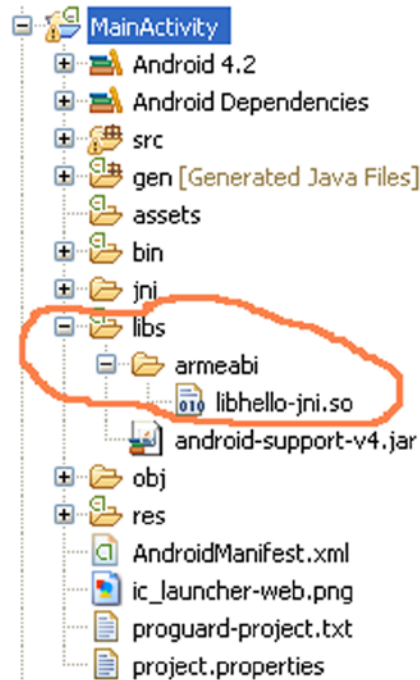 MainActivity
Android 4.2
Android Dependencies
src
gen [Generated Java Files]
assets
bin
jni
libs
armeabi
libhello-jni.so
android-support-v4.jar
obj
res
AndroidManifest.xml
ic_launcher-web.png
proguard-project.txt
project.properties